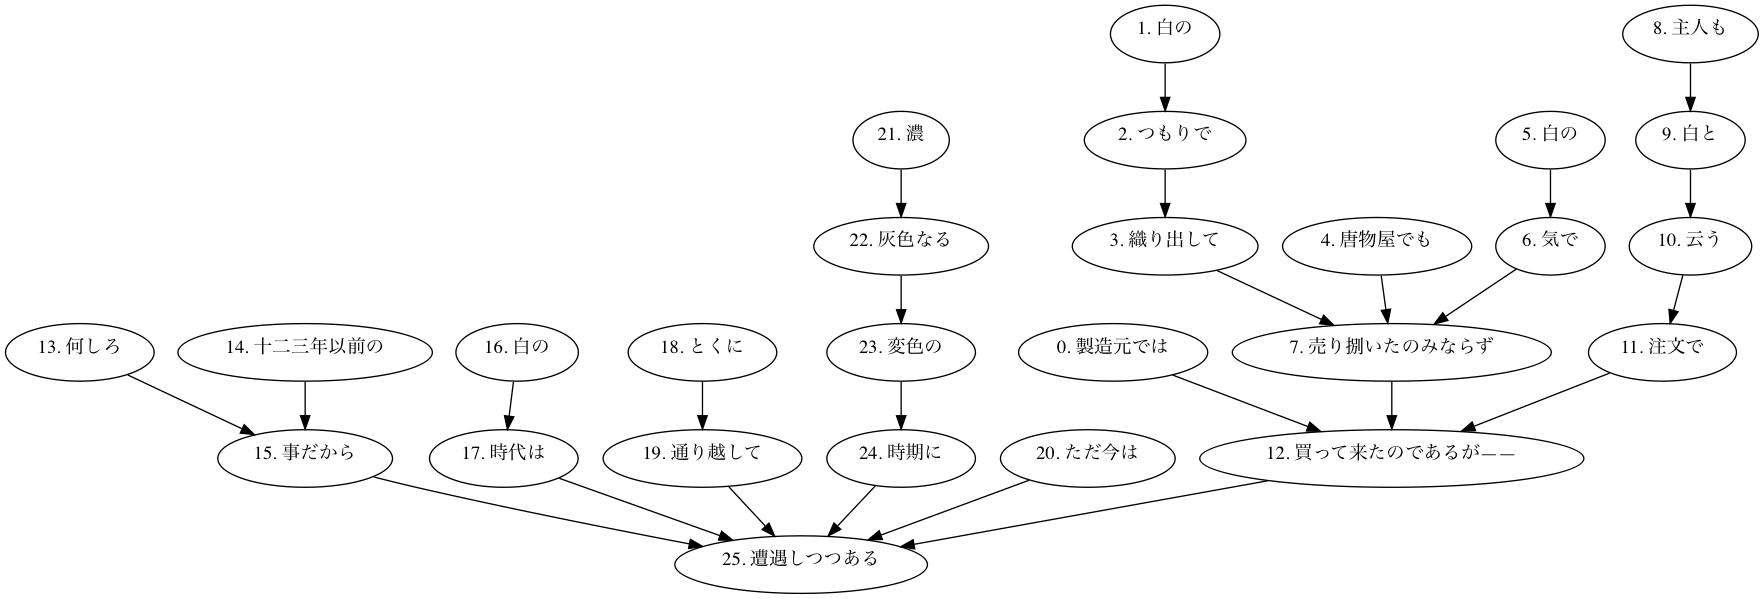 1. 白の
8. 主人も
21. 濃
2. つもりで
5. 白の
9. 白と
22. 灰色なる
3. 織り出して
4. 唐物屋でも
6. 気で
10. 云う
13. 何しろ
14. 十二三年以前の
16. 白の
18. とくに
23. 変色の
0. 製造元では
7. 売り捌いたのみならず
11. 注文で
15. 事だから
17. 時代は
19. 通り越して
24. 時期に
20. ただ今は
12. 買って来たのであるが――
25. 遭遇しつつある